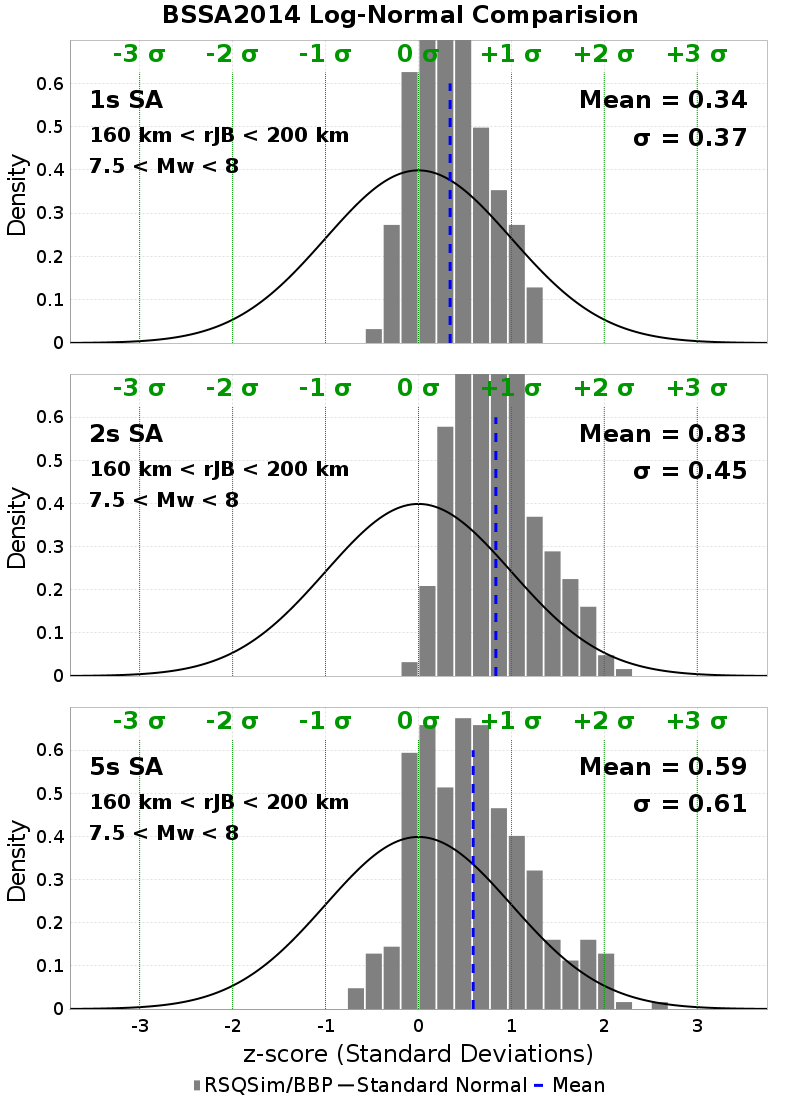 BSSA2014 Log-Normal Comparision
-3 σ -2 σ -1 σ 0 σ +1 σ +2 σ +3 σ
1s SA
Mean = 0.34
160 km < rJB < 200 km
σ = 0.37
7.5 < Mw < 8
Density
0.6
0.5
0.4
0.3
0.2
0.1
0
-3 σ -2 σ -1 σ 0 σ +1 σ +2 σ +3 σ
2s SA
Mean = 0.83
160 km < rJB < 200 km
σ = 0.45
7.5 < Mw < 8
Density
0.6
0.5
0.4
0.3
0.2
0.1
0
-3 σ -2 σ -1 σ 0 σ +1 σ +2 σ +3 σ
5s SA
Mean = 0.59
160 km < rJB < 200 km
σ = 0.61
7.5 < Mw < 8
Density
0.6
0.5
0.4
0.3
0.2
0.1
0
-3 -2 -1 0 1 2 3
z-score (Standard Deviations)
RSQSim/BBP Standard Normal Mean